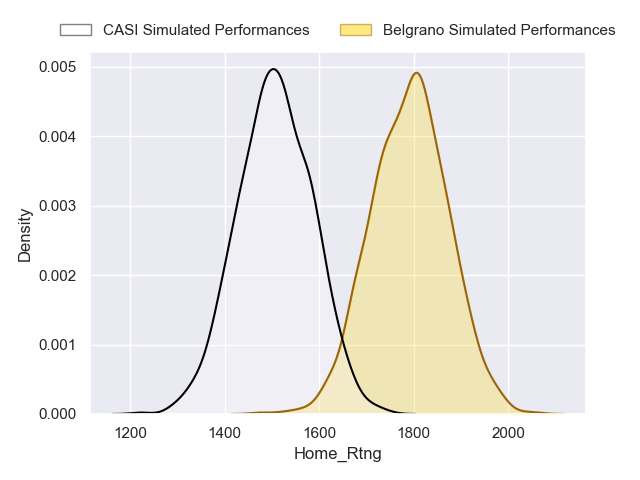 CASI Simulated Performances
Belgrano Simulated Performances
0.005
0.004
0.003
0.002
0.001
0.000
Density
1200 1400 1600 1800 2000
Home_Rtng